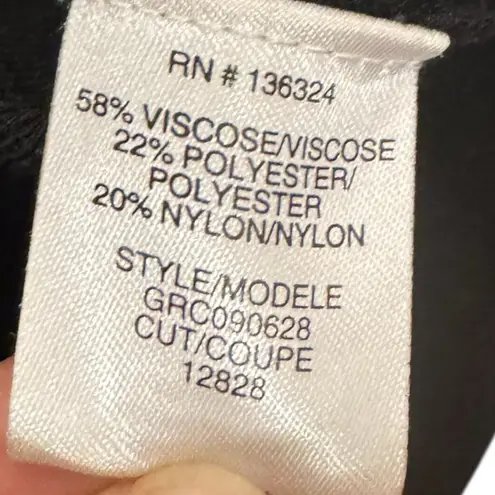 RN # 136324
58% VISCOSE/VISCOSE
22% POLYESTER/
POLYESTER
20% NYLON/NYLON
STYLE/MODELE
GRC090628
CUT/COUPE
12828